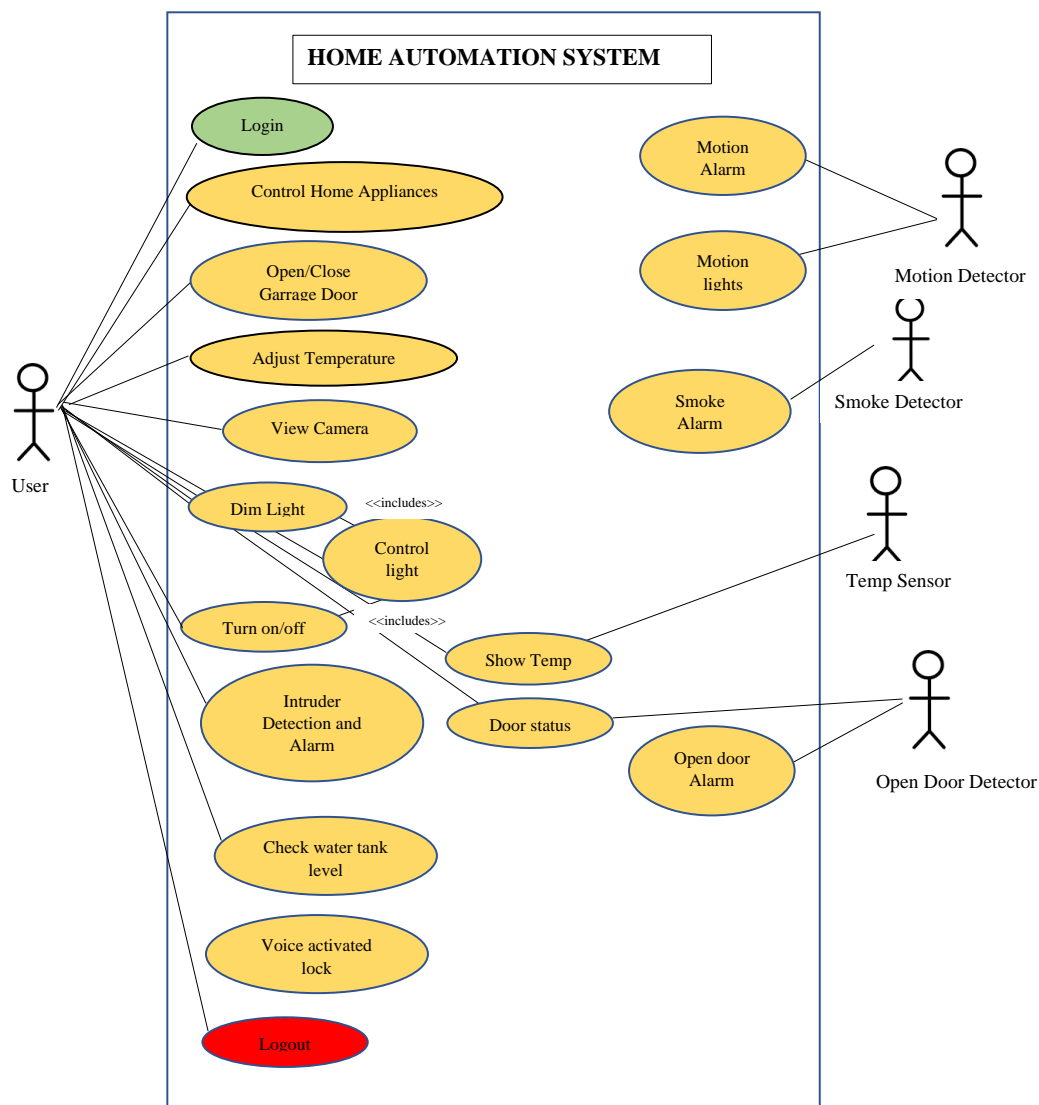 HOME AUTOMATION SYSTEM
Login
Control Home Appliances
Open/Close
Garrage Door
Adjust Temperature
View Camera
Dim Light
<<includes>>
Control
light
Turn on/off
<<includes>>
Show Temp
Intruder
Detection and
Alarm
Door status
Check water tank
level
Voice activated
lock
Logout
Motion
Alarm
Motion
lights
Smoke
Alarm
Open door
Alarm
User
Motion Detector
Smoke Detector
Temp Sensor
Open Door Detector